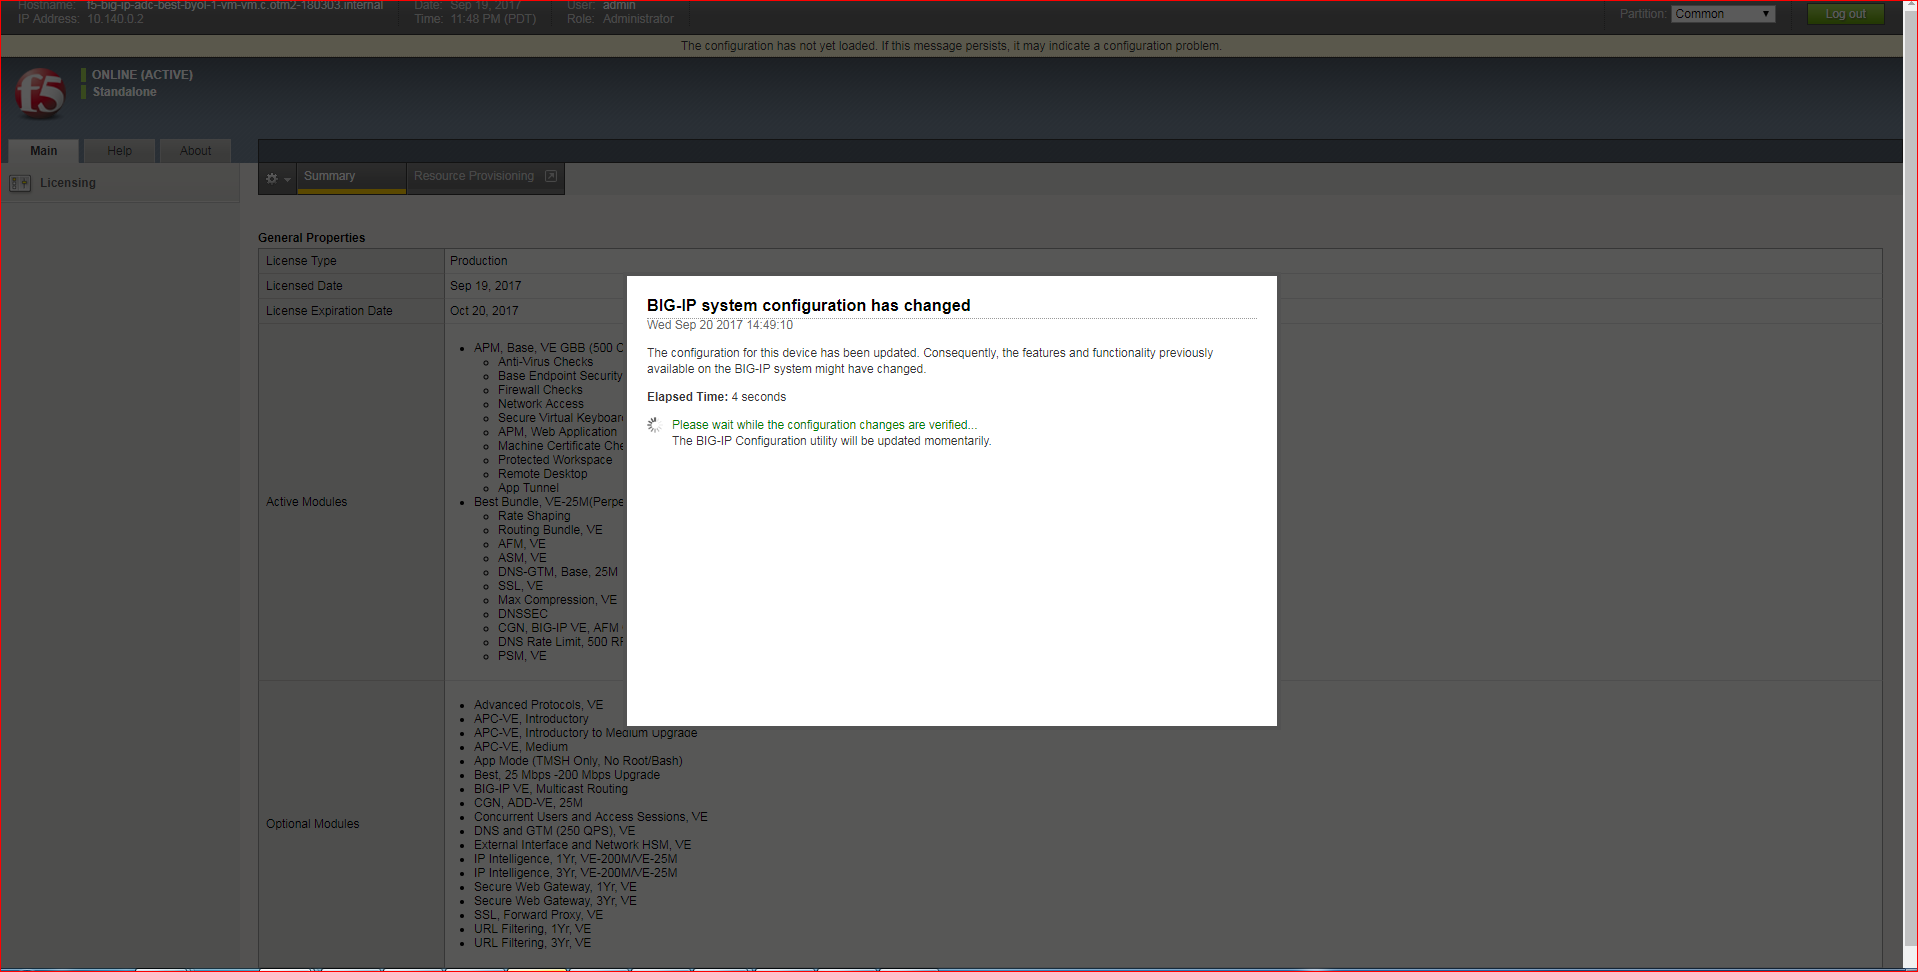 Hostname: f5-big-ip-adc-best-byol-1-vm-vm.c.otm2-180303.internal Date: Sep 19, 2017 User: admin
IP Address: 10.140.0.2 Time: 11:48 PM (PDT) Role: Administrator Partition: Common Log out
The configuration has not yet loaded. If this message persists, it may indicate a configuration problem.
f5
ONLINE (ACTIVE)
Standalone
Main Help About
Licensing
Summary Resource Provisioning
General Properties
License Type Production
Licensed Date Sep 19, 2017
License Expiration Date Oct 20, 2017
Active Modules
APM, Base, VE GBB (500 C
Anti-Virus Checks
Base Endpoint Security
Firewall Checks
Network Access
Secure Virtual Keyboar
APM, Web Application
Machine Certificate Che
Protected Workspace
Remote Desktop
App Tunnel
Best Bundle, VE-25M(Perpe
Rate Shaping
Routing Bundle, VE
AFM, VE
ASM, VE
DNS-GTM, Base, 25M
SSL, VE
Max Compression, VE
DNSSEC
CGN, BIG-IP VE, AFM
DNS Rate Limit, 500 RF
PSM, VE
BIG-IP system configuration has changed
Wed Sep 20 2017 14:49:10
The configuration for this device has been updated. Consequently, the features and functionality previously
available on the BIG-IP system might have changed.
Elapsed Time: 4 seconds
Please wait while the configuration changes are verified...
The BIG-IP Configuration utility will be updated momentarily.
Optional Modules
Advanced Protocols, VE
APC-VE, Introductory
APC-VE, Introductory to Medium Upgrade
APC-VE, Medium
App Mode (TMSH Only, No Root/Bash)
Best, 25 Mbps -200 Mbps Upgrade
BIG-IP VE, Multicast Routing
CGN, ADD-VE, 25M
Concurrent Users and Access Sessions, VE
DNS and GTM (250 QPS), VE
External Interface and Network HSM, VE
IP Intelligence, 1Yr, VE-200M/VE-25M
IP Intelligence, 3Yr, VE-200M/VE-25M
Secure Web Gateway, 1Yr, VE
Secure Web Gateway, 3Yr, VE
SSL, Forward Proxy, VE
URL Filtering, 1Yr, VE
URL Filtering, 3Yr, VE